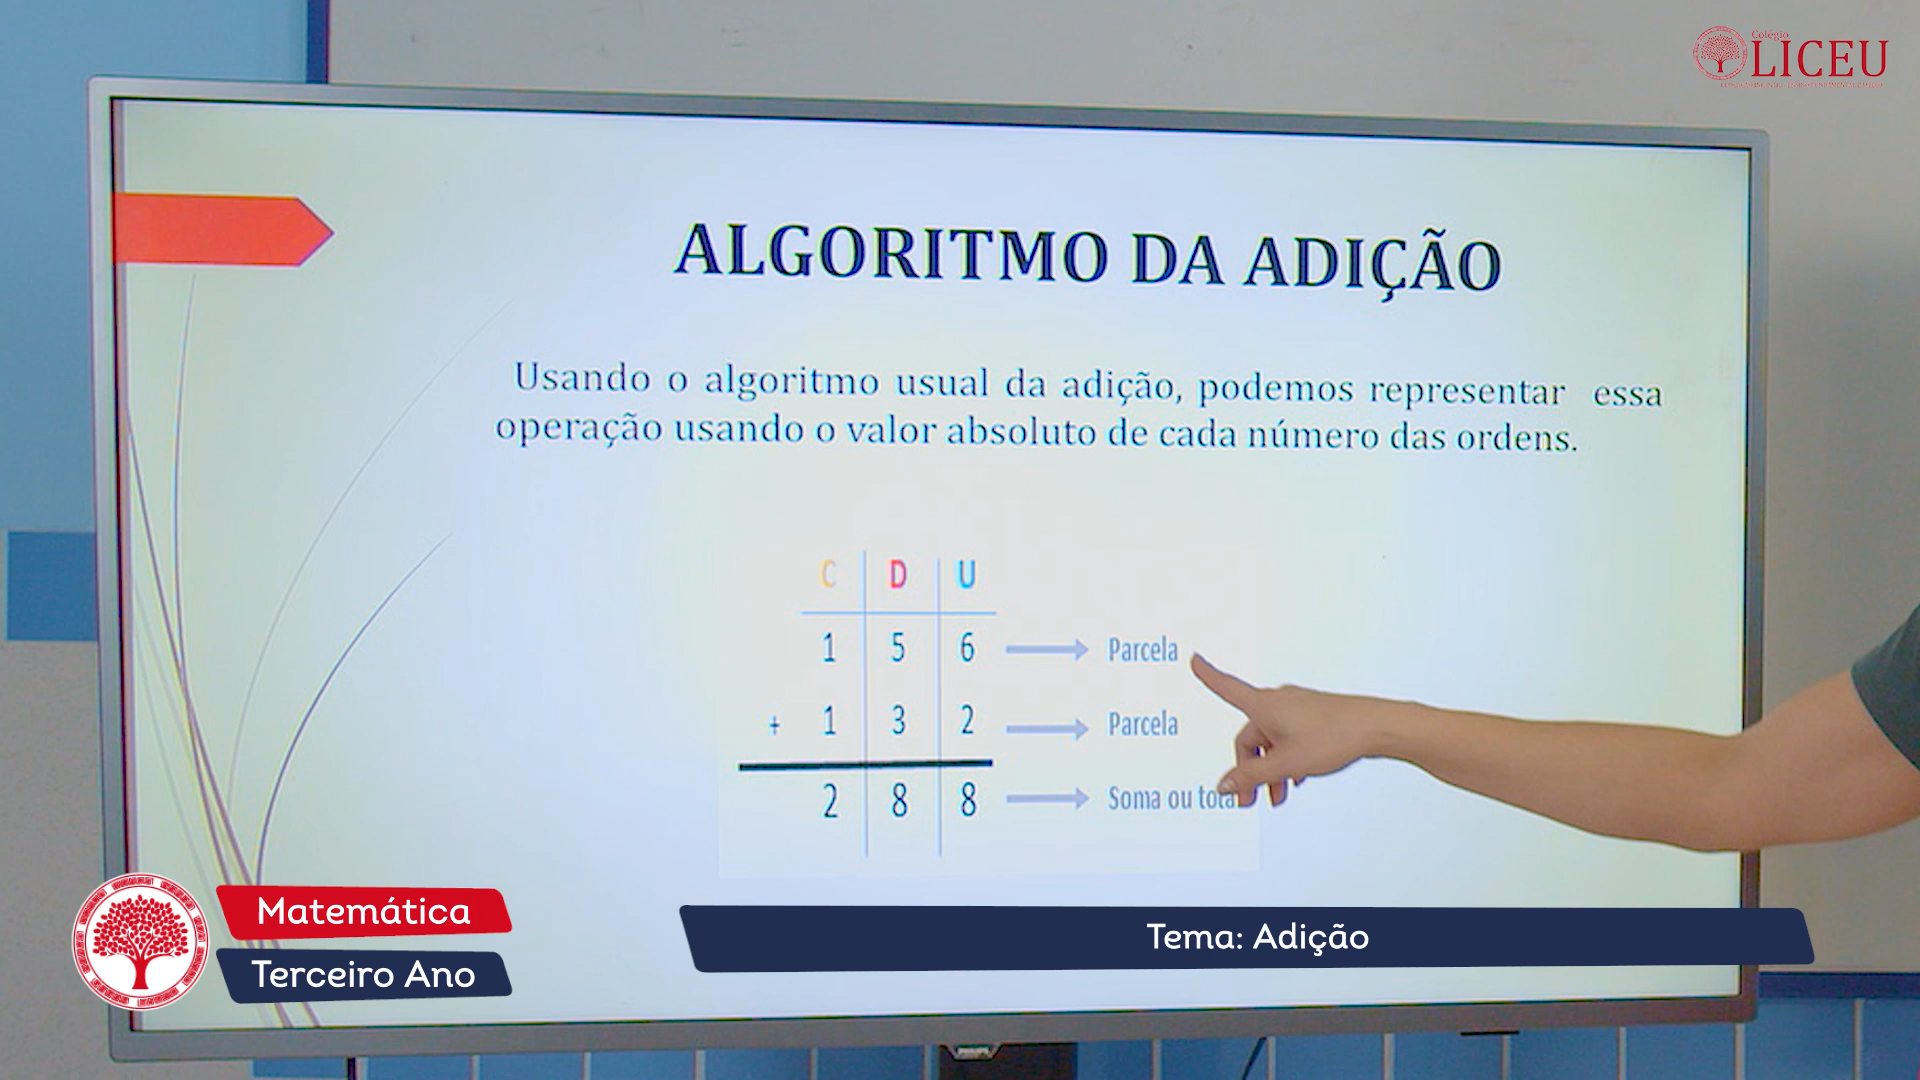 Colégio
LICEU
ALGORITMO DA ADIÇÃO
Usando o algoritmo usual da adição, podemos representar essa
operação usando o valor absoluto de cada número das ordens.
C D U
1 5 6 Parcela
+ 1 3 2 Parcela
2 8 8 Soma ou total
Matemática
Terceiro Ano
Tema: Adição
PHILIPS